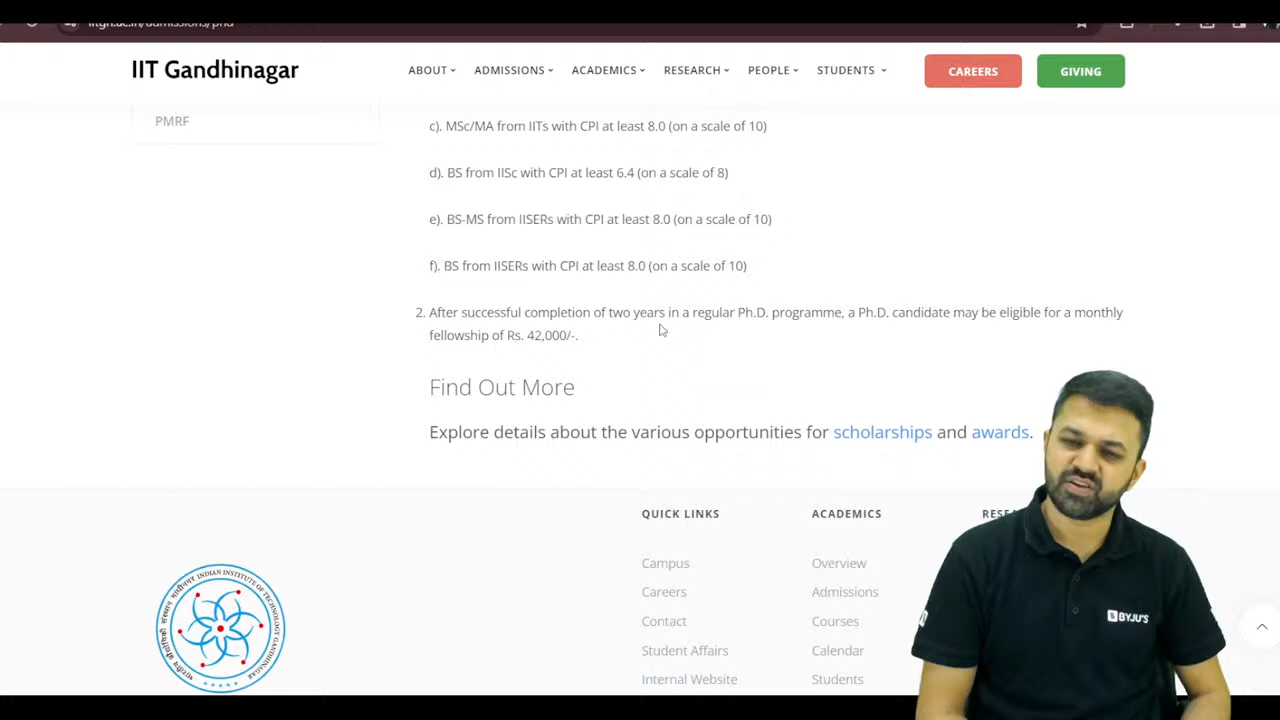 IIT Gandhinagar
ABOUT
ADMISSIONS
ACADEMICS
RESEARCH
PEOPLE
STUDENTS
CAREERS
GIVING
PMRF
c). MSc/MA from IITs with CPI at least 8.0 (on a scale of 10)
d). BS from IISc with CPI at least 6.4 (on a scale of 8)
e). BS-MS from IISERs with CPI at least 8.0 (on a scale of 10)
f). BS from IISERs with CPI at least 8.0 (on a scale of 10)
2. After successful completion of two years in a regular Ph.D. programme, a Ph.D. candidate may be eligible for a monthly
fellowship of Rs. 42,000/-.
Find Out More
Explore details about the various opportunities for scholarships and awards.
QUICK LINKS
Campus
Careers
Contact
Student Affairs
Internal Website
ACADEMICS
Overview
Admissions
Courses
Calendar
Students
INDIAN INSTITUTE OF TECHNOLOGY GANDHINAGAR
BYJU'S